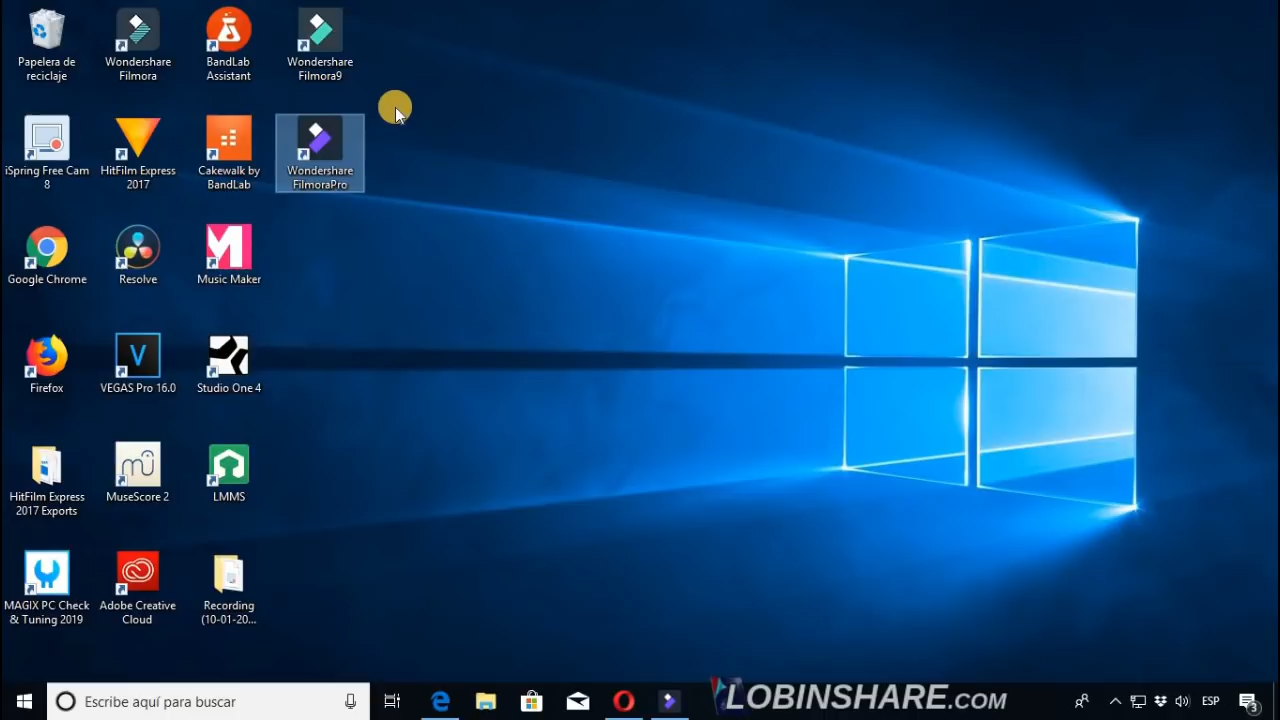 Papelera de
reciclaje
Wondershare
Filmora
BandLab
Assistant
Wondershare
Filmora9
iSpring Free Cam
8
HitFilm Express
2017
Cakewalk by
BandLab
Wondershare
FilmoraPro
Google Chrome
Resolve
Music Maker
Firefox
V
VEGAS Pro 16.0
Studio One 4
HitFilm Express
2017 Exports
mu
MuseScore 2
LMMS
MAGIX PC Check
& Tuning 2019
Adobe Creative
Cloud
Recording
(10-01-20...
Escribe aquí para buscar
LOBINSHARE.COM
ESP
3